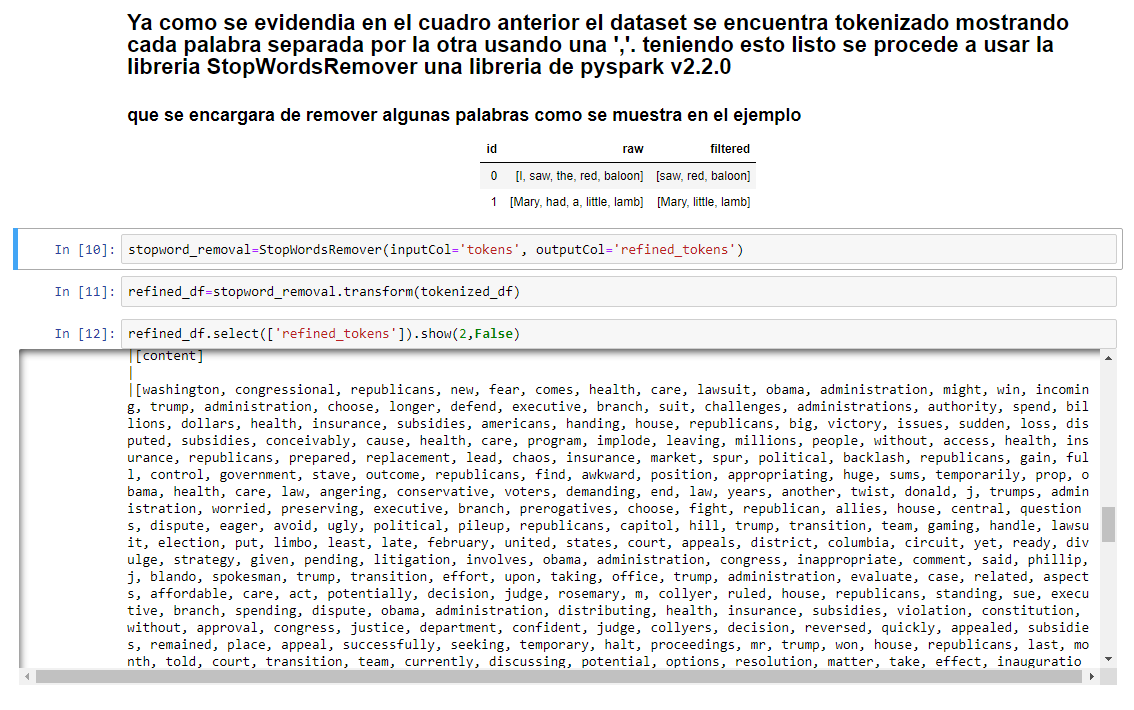 Ya como se evidendia en el cuadro anterior el dataset se encuentra tokenizado mostrando
cada palabra separada por la otra usando una ','. teniendo esto listo se procede a usar la
libreria StopWordsRemover una libreria de pyspark v2.2.0
que se encargara de remover algunas palabras como se muestra en el ejemplo
id raw filtered
0 [I, saw, the, red, baloon] [saw, red, baloon]
1 [Mary, had, a, little, lamb] [Mary, little, lamb]
In [10]: stopword_removal=StopWordsRemover(inputCol='tokens', outputCol='refined_tokens')
In [11]: refined_df=stopword_removal.transform(tokenized_df)
In [12]: refined_df.select(['refined_tokens']).show(2,False)
|[content]
|
|[washington, congressional, republicans, new, fear, comes, health, care, lawsuit, obama, administration, might, win, incomin
g, trump, administration, choose, longer, defend, executive, branch, suit, challenges, administrations, authority, spend, bil
lions, dollars, health, insurance, subsidies, americans, handing, house, republicans, big, victory, issues, sudden, loss, dis
puted, subsidies, conceivably, cause, health, care, program, implode, leaving, millions, people, without, access, health, ins
urance, republicans, prepared, replacement, lead, chaos, insurance, market, spur, political, backlash, republicans, gain, ful
l, control, government, stave, outcome, republicans, find, awkward, position, appropriating, huge, sums, temporarily, prop, o
bama, health, care, law, angering, conservative, voters, demanding, end, law, years, another, twist, donald, j, trumps, admin
istration, worried, preserving, executive, branch, prerogatives, choose, fight, republican, allies, house, central, question
s, dispute, eager, avoid, ugly, political, pileup, republicans, capitol, hill, trump, transition, team, gaming, handle, lawsu
it, election, put, limbo, least, late, february, united, states, court, appeals, district, columbia, circuit, yet, ready, div
ulge, strategy, given, pending, litigation, involves, obama, administration, congress, inappropriate, comment, said, phillip,
j, blando, spokesman, trump, transition, effort, upon, taking, office, trump, administration, evaluate, case, related, aspect
s, affordable, care, act, potentially, decision, judge, rosemary, m, collyer, ruled, house, republicans, standing, sue, execu
tive, branch, spending, dispute, obama, administration, distributing, health, insurance, subsidies, violation, constitution,
without, approval, congress, justice, department, confident, judge, collyers, decision, reversed, quickly, appealed, subsidie
s, remained, place, appeal, successfully, seeking, temporary, halt, proceedings, mr, trump, won, house, republicans, last, mo
nth, told, court, transition, team, currently, discussing, potential, options, resolution, matter, take, effect, inauguratio